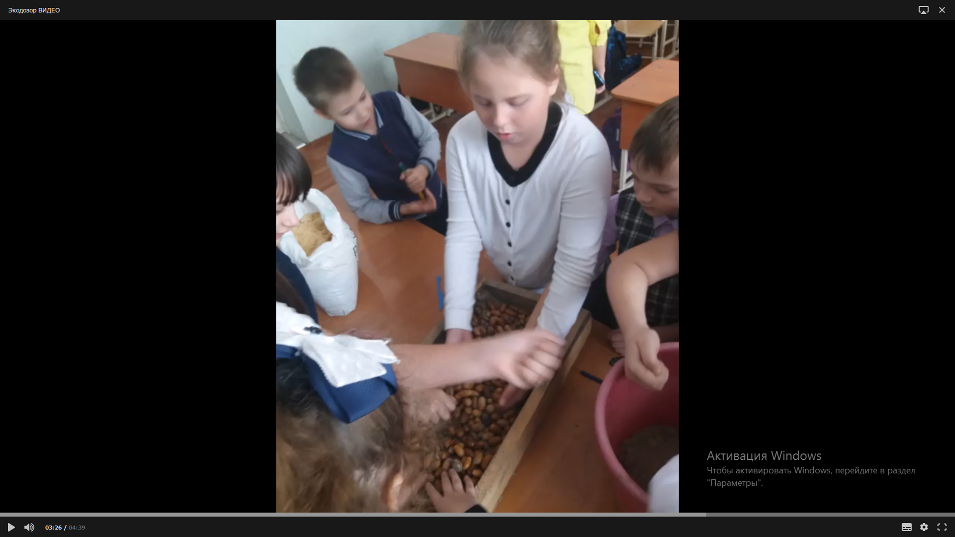 Экодозор ВИДЕО
Активация Windows
Чтобы активировать Windows, перейдите в раздел
"Параметры".
03:26 / 04:39